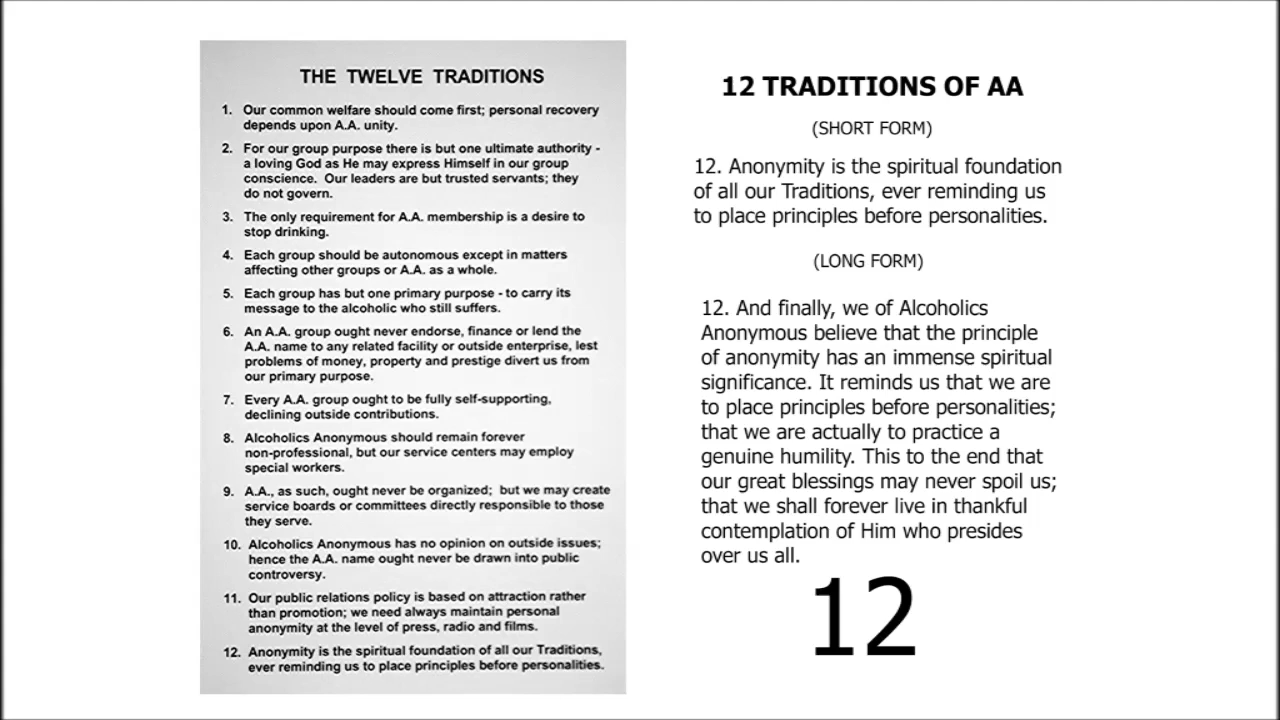 THE TWELVE TRADITIONS
1. Our common welfare should come first; personal recovery
depends upon A.A. unity.
2. For our group purpose there is but one ultimate authority -
a loving God as He may express Himself in our group
conscience. Our leaders are but trusted servants; they
do not govern.
3. The only requirement for A.A. membership is a desire to
stop drinking.
4. Each group should be autonomous except in matters
affecting other groups or A.A. as a whole.
5. Each group has but one primary purpose - to carry its
message to the alcoholic who still suffers.
6. An A.A. group ought never endorse, finance or lend the
A.A. name to any related facility or outside enterprise, lest
problems of money, property and prestige divert us from
our primary purpose.
7. Every A.A. group ought to be fully self-supporting,
declining outside contributions.
8. Alcoholics Anonymous should remain forever
non-professional, but our service centers may employ
special workers.
9. A.A., as such, ought never be organized; but we may create
service boards or committees directly responsible to those
they serve.
10. Alcoholics Anonymous has no opinion on outside issues;
hence the A.A. name ought never be drawn into public
controversy.
11. Our public relations policy is based on attraction rather
than promotion; we need always maintain personal
anonymity at the level of press, radio and films.
12. Anonymity is the spiritual foundation of all our Traditions,
ever reminding us to place principles before personalities.
12 TRADITIONS OF AA
(SHORT FORM)
12. Anonymity is the spiritual foundation
of all our Traditions, ever reminding us
to place principles before personalities.
(LONG FORM)
12. And finally, we of Alcoholics
Anonymous believe that the principle
of anonymity has an immense spiritual
significance. It reminds us that we are
to place principles before personalities;
that we are actually to practice a
genuine humility. This to the end that
our great blessings may never spoil us;
that we shall forever live in thankful
contemplation of Him who presides
over us all.
12